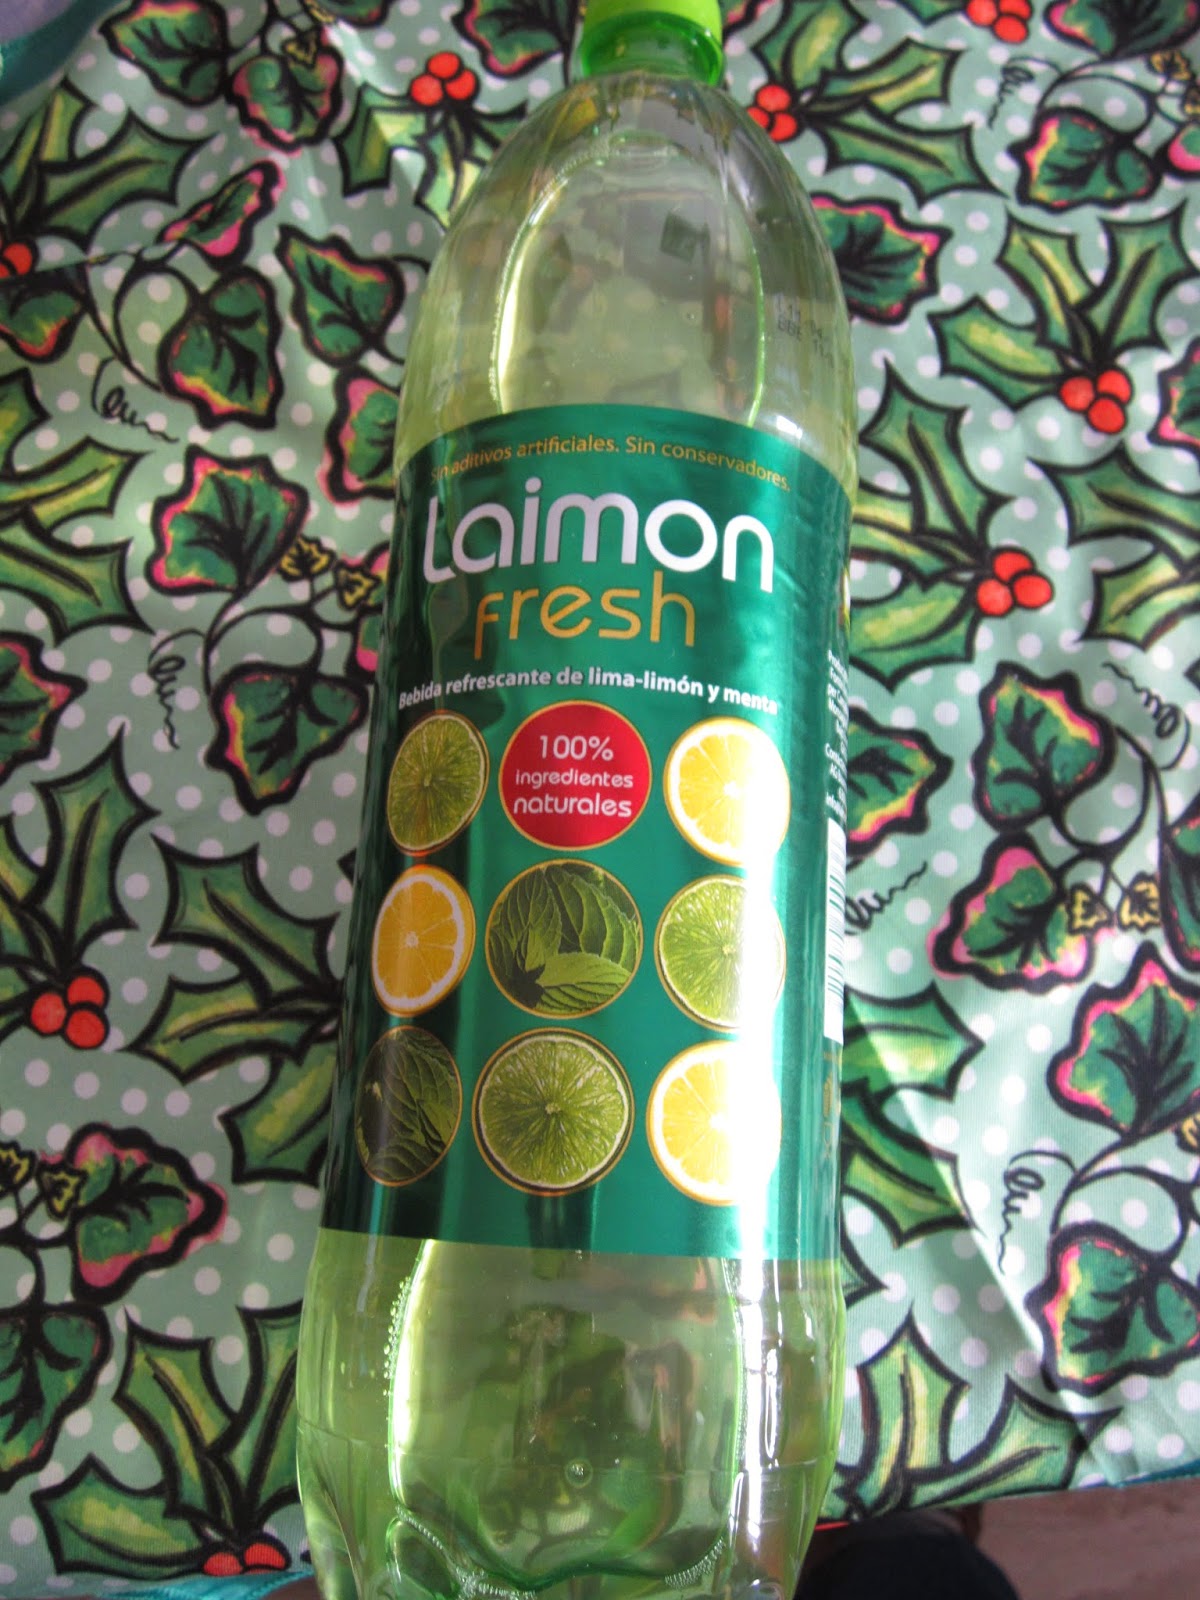 Sin aditivos artificiales. Sin conservadores.
Laimon
fresh
Bebida refrescante de lima-limón y menta
100%
ingredientes
naturales